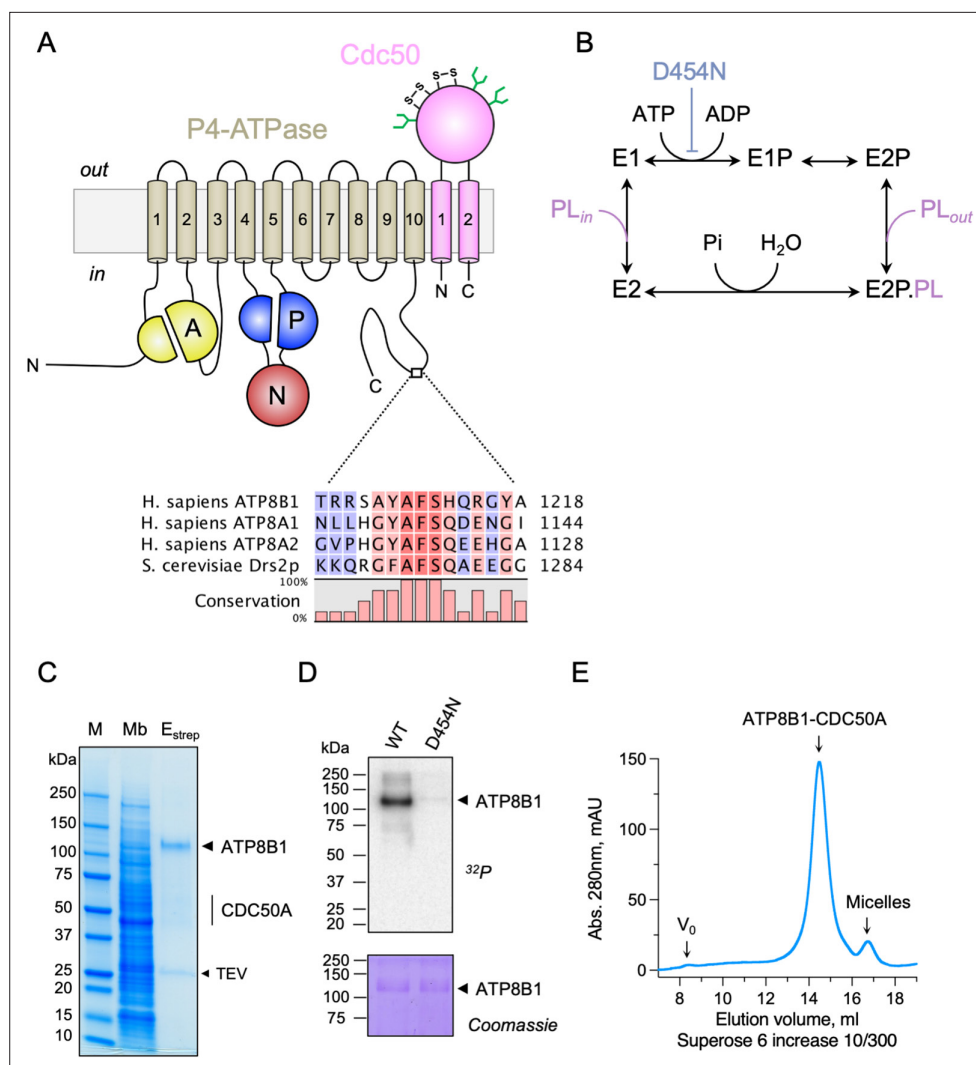 A
Cdc50
S-S S-S
P4-ATPase
out
1 2 3 4 5 6 7 8 9 10 1 2
in
N C
A
P
N
N
C
H. sapiens ATP8B1 TRRSAYAFSHQRGYA 1218
H. sapiens ATP8A1 NLLHGYAFSQDENGI 1144
H. sapiens ATP8A2 GVPHGYAFSQEEHGA 1128
S. cerevisiae Drs2p KKQRGFAFSQAEEGG 1284
100%
Conservation
0%
B
D454N
ATP ADP
E1 E1P E2P
PLin PLout
Pi H2O
E2 E2P.PL
C
M Mb Estrep
kDa
250
150
100
75
50
37
25
20
15
10
ATP8B1
CDC50A
TEV
D
WT D454N
kDa
250
150
100
75
50
37
25
20
ATP8B1
32P
250
150
100
75
ATP8B1
Coomassie
E
ATP8B1-CDC50A
150
100
50
0
Abs. 280nm, mAU
V0
Micelles
8 10 12 14 16 18
Elution volume, ml
Superose 6 increase 10/300